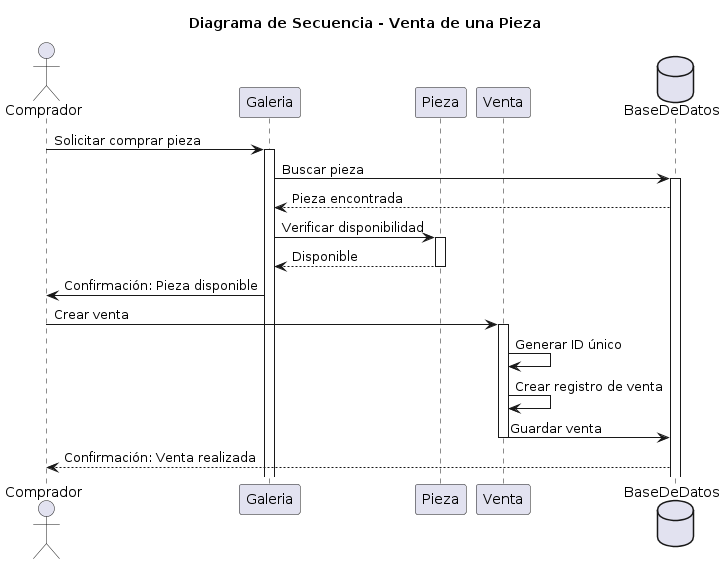 Diagrama de Secuencia - Venta de una Pieza
Comprador
Galeria
Pieza
Venta
BaseDeDatos
Solicitar comprar pieza
Buscar pieza
Pieza encontrada
Verificar disponibilidad
Disponible
Confirmación: Pieza disponible
Crear venta
Generar ID único
Crear registro de venta
Guardar venta
Confirmación: Venta realizada
Comprador
Galeria
Pieza
Venta
BaseDeDatos